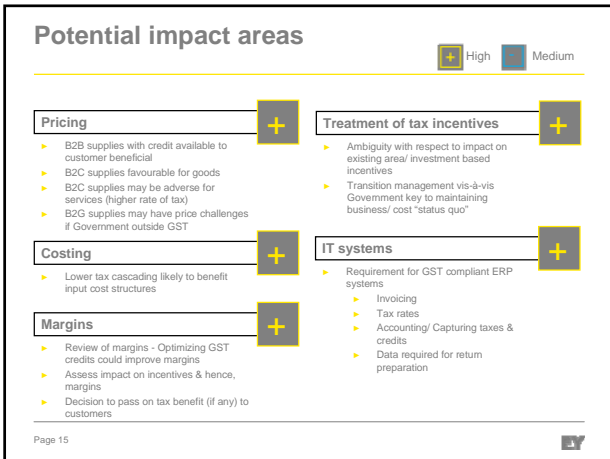 Potential impact areas
+ High Medium
Pricing +
► B2B supplies with credit available to
customer beneficial
► B2C supplies favourable for goods
► B2C supplies may be adverse for
services (higher rate of tax)
► B2G supplies may have price challenges
if Government outside GST
Costing +
► Lower tax cascading likely to benefit
input cost structures
Margins +
► Review of margins - Optimizing GST
credits could improve margins
► Assess impact on incentives & hence,
margins
► Decision to pass on tax benefit (if any) to
customers
Treatment of tax incentives +
► Ambiguity with respect to impact on
existing area/ investment based
incentives
► Transition management vis-à-vis
Government key to maintaining
business/ cost “status quo”
IT systems +
► Requirement for GST compliant ERP
systems
► Invoicing
► Tax rates
► Accounting/ Capturing taxes &
credits
► Data required for return
preparation
Page 15
EY